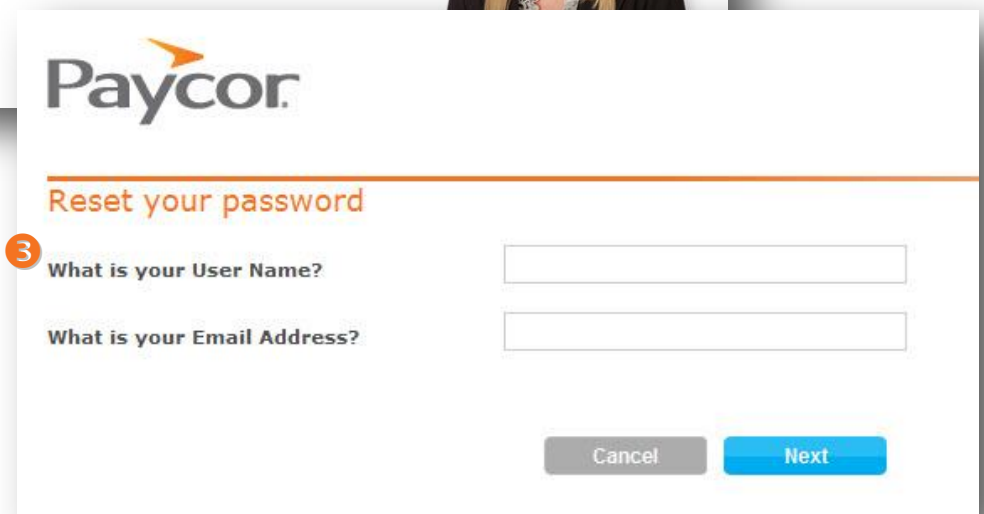 Paycor
Reset your password
3
What is your User Name?
What is your Email Address?
Cancel
Next